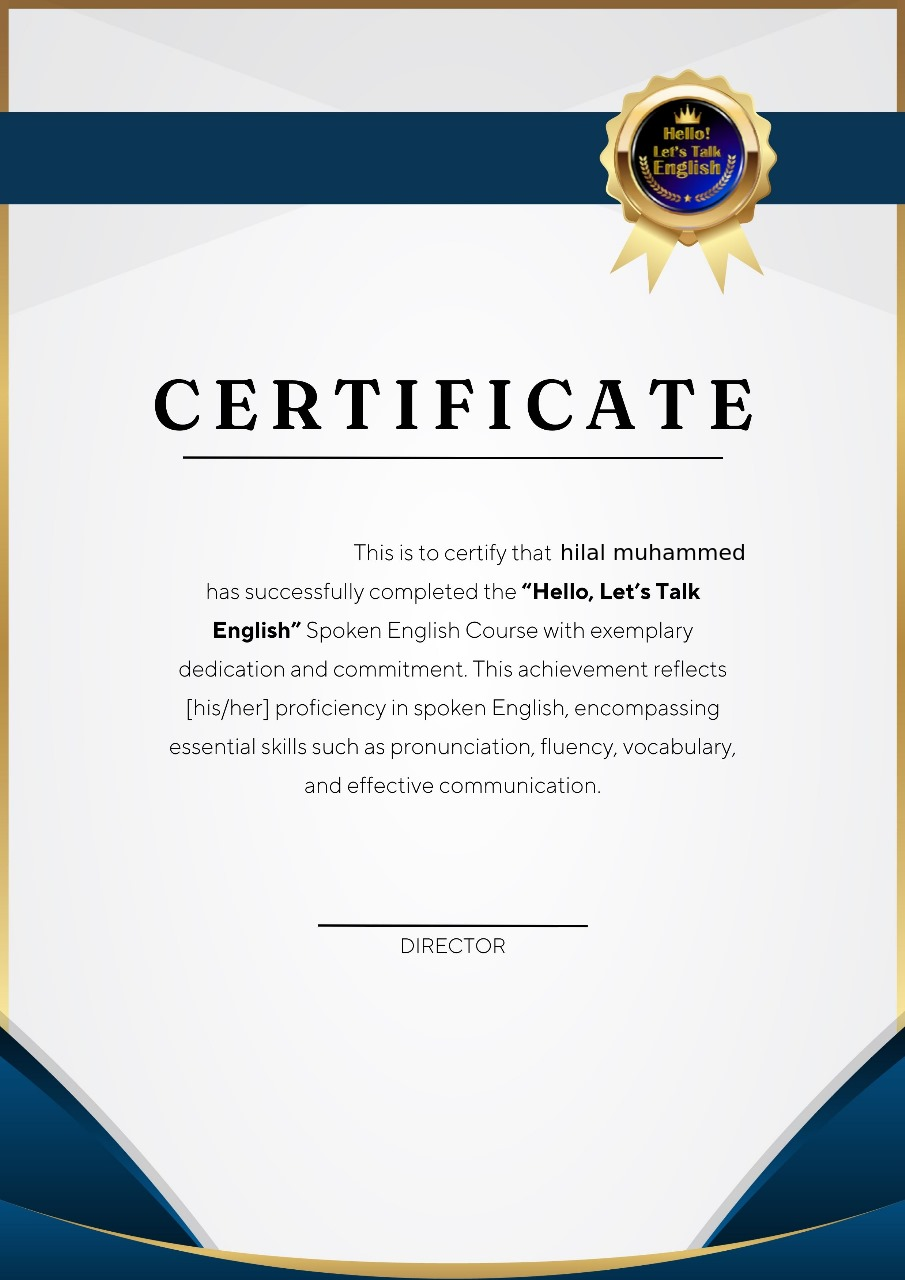 Hello!
Let's Talk
English
CERTIFICATE
This is to certify that hilal muhammed
has successfully completed the “Hello, Let’s Talk
English” Spoken English Course with exemplary
dedication and commitment. This achievement reflects
[his/her] proficiency in spoken English, encompassing
essential skills such as pronunciation, fluency, vocabulary,
and effective communication.
DIRECTOR